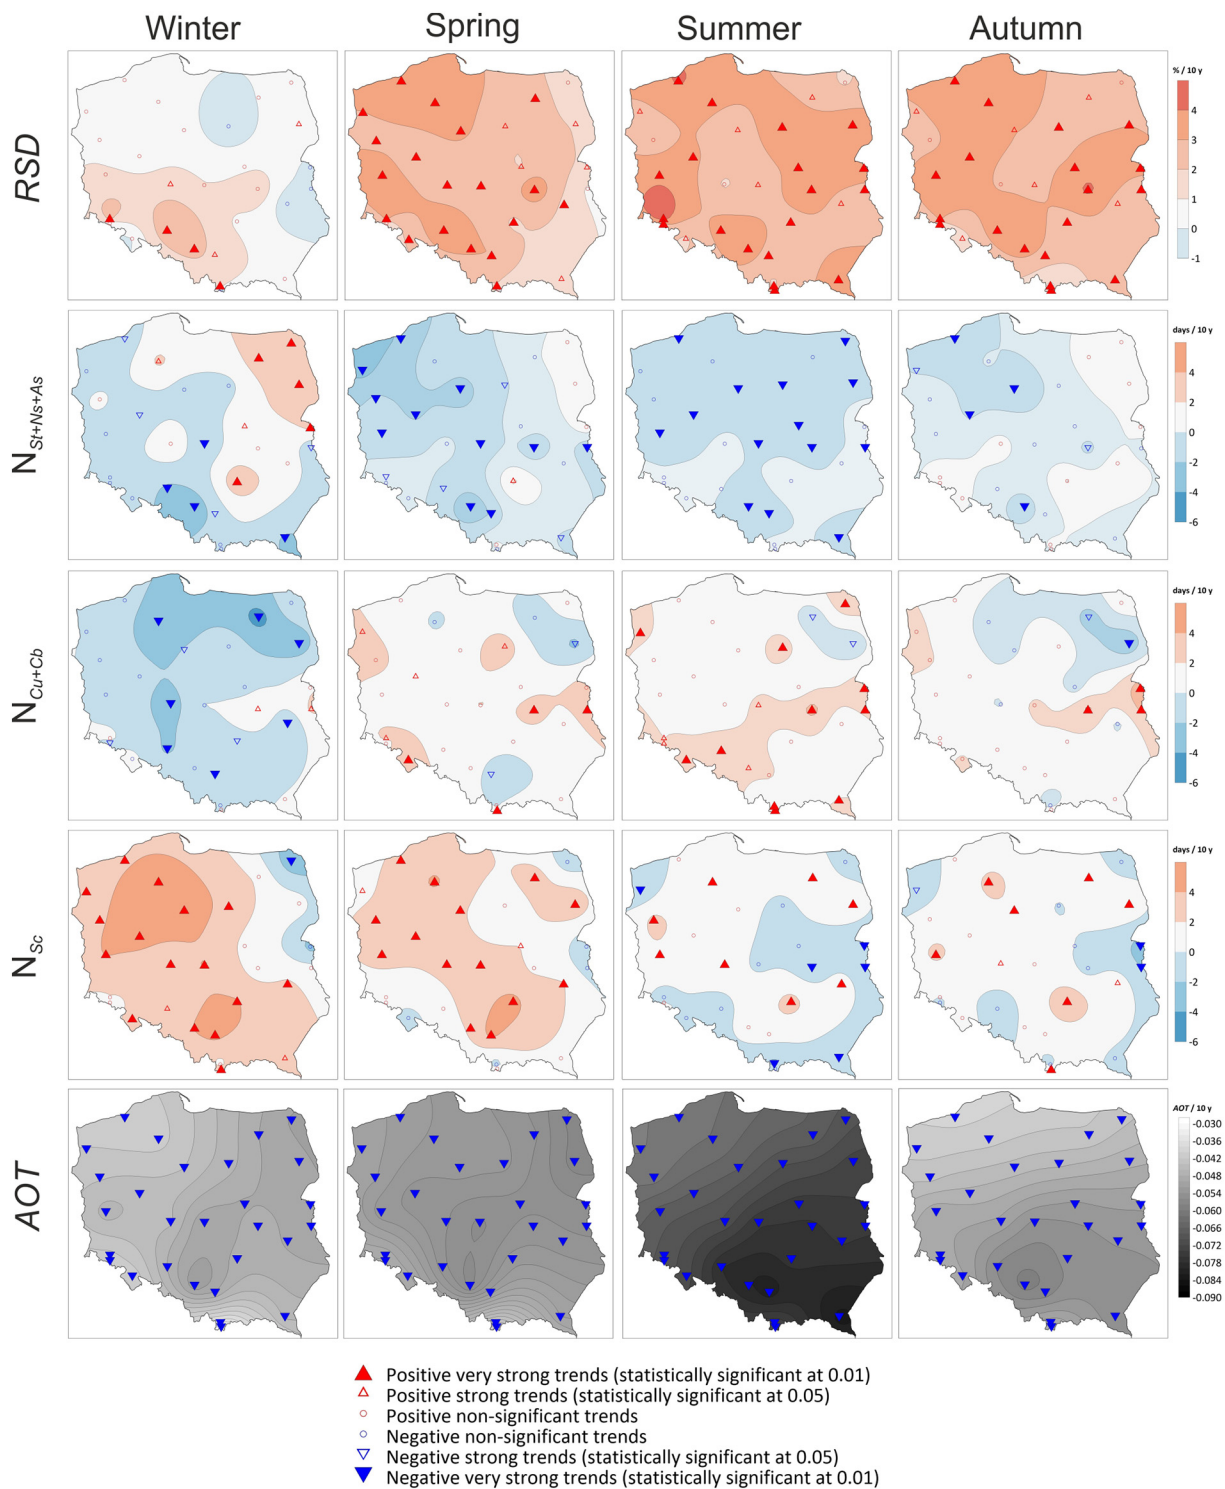 Winter Spring Summer Autumn
RSD
% / 10 y
4
3
2
1
0
-1
N St+Ns+As
days / 10 y
4
2
0
-2
-4
-6
N Cu+Cb
days / 10 y
4
2
0
-2
-4
-6
N Sc
days / 10 y
4
2
0
-2
-4
-6
AOT
AOT / 10 y
-0.030
-0.036
-0.042
-0.048
-0.054
-0.060
-0.066
-0.072
-0.078
-0.084
-0.090
Positive very strong trends (statistically significant at 0.01)
Positive strong trends (statistically significant at 0.05)
Positive non-significant trends
Negative non-significant trends
Negative strong trends (statistically significant at 0.05)
Negative very strong trends (statistically significant at 0.01)